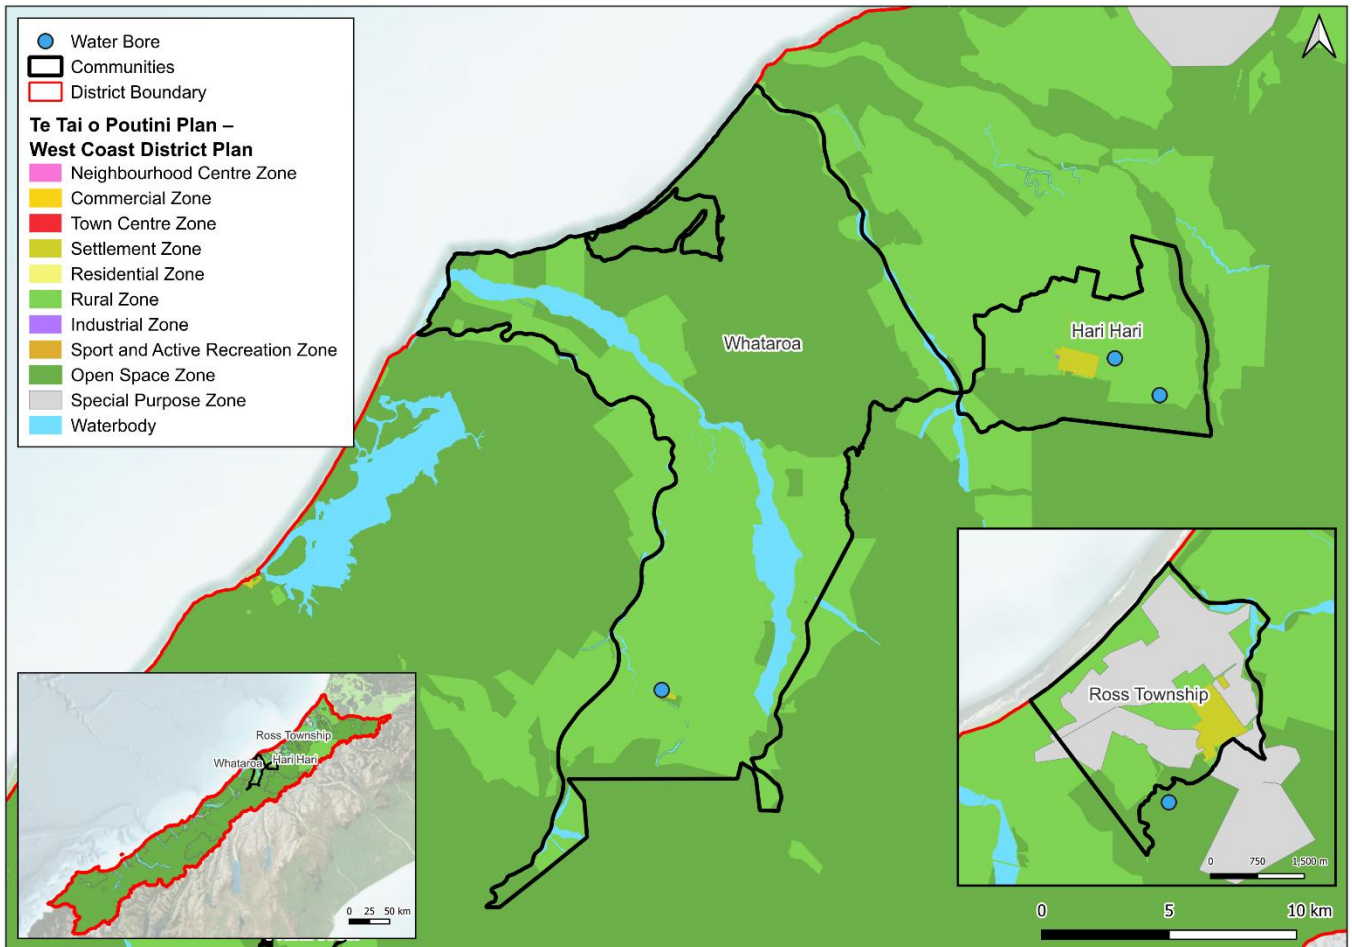 Water Bore
Communities
District Boundary
Te Tai o Poutini Plan –
West Coast District Plan
Neighbourhood Centre Zone
Commercial Zone
Town Centre Zone
Settlement Zone
Residential Zone
Rural Zone
Industrial Zone
Sport and Active Recreation Zone
Open Space Zone
Special Purpose Zone
Waterbody
Hari Hari
Whataroa
Ross Township
0 750 1,500 m
Ross Township
Whataroa
Hari Hari
0 25 50 km
0 5 10 km